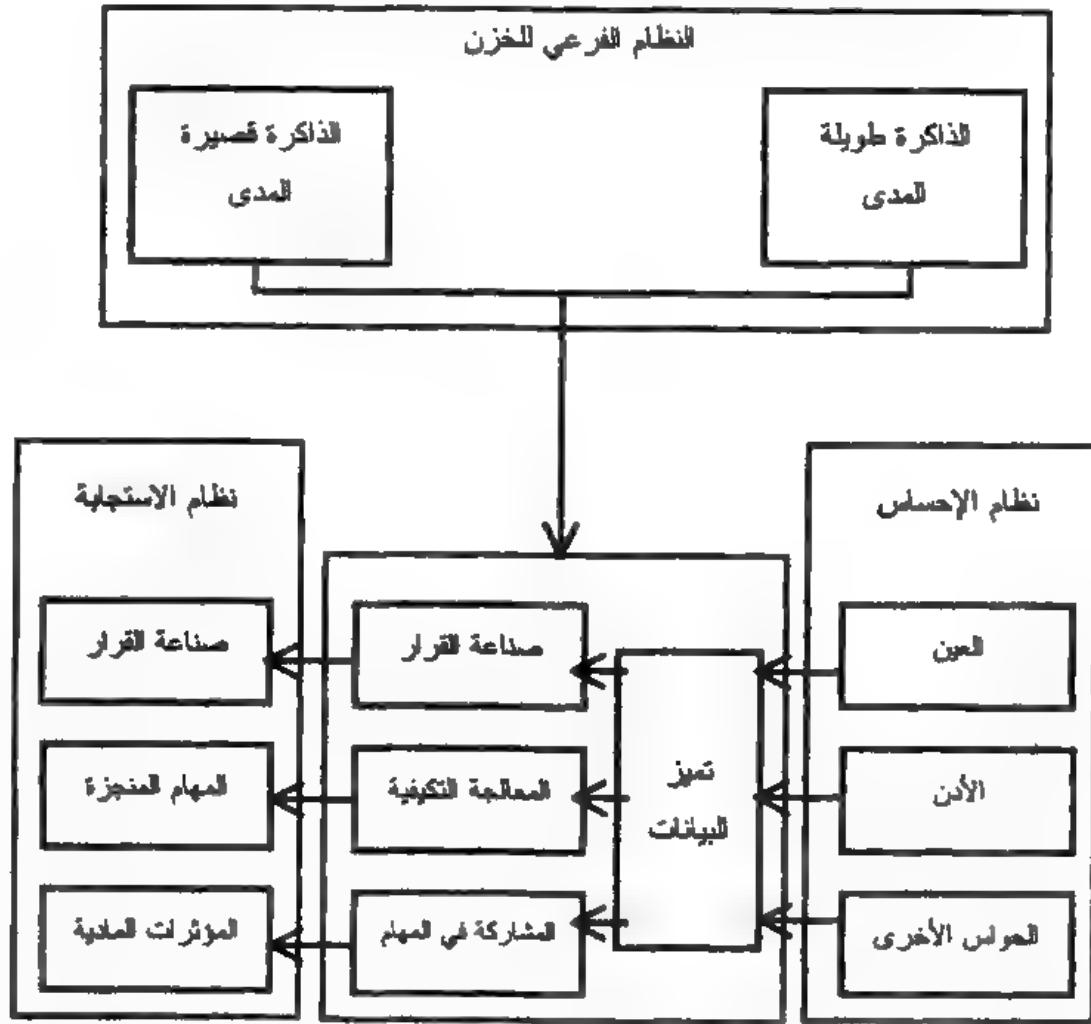 النظام الفرعي للخزن
الذاكرة طويلة
المدى
الذاكرة قصيرة
المدى
نظام الإحساس
العين
الأذن
الحواس الأخرى
تميز
البيانات
صناعة القرار
المعالجة التكيفية
المشاركة في المهام
نظام الاستجابة
صناعة القرار
المهام المنجزة
المؤثرات المادية